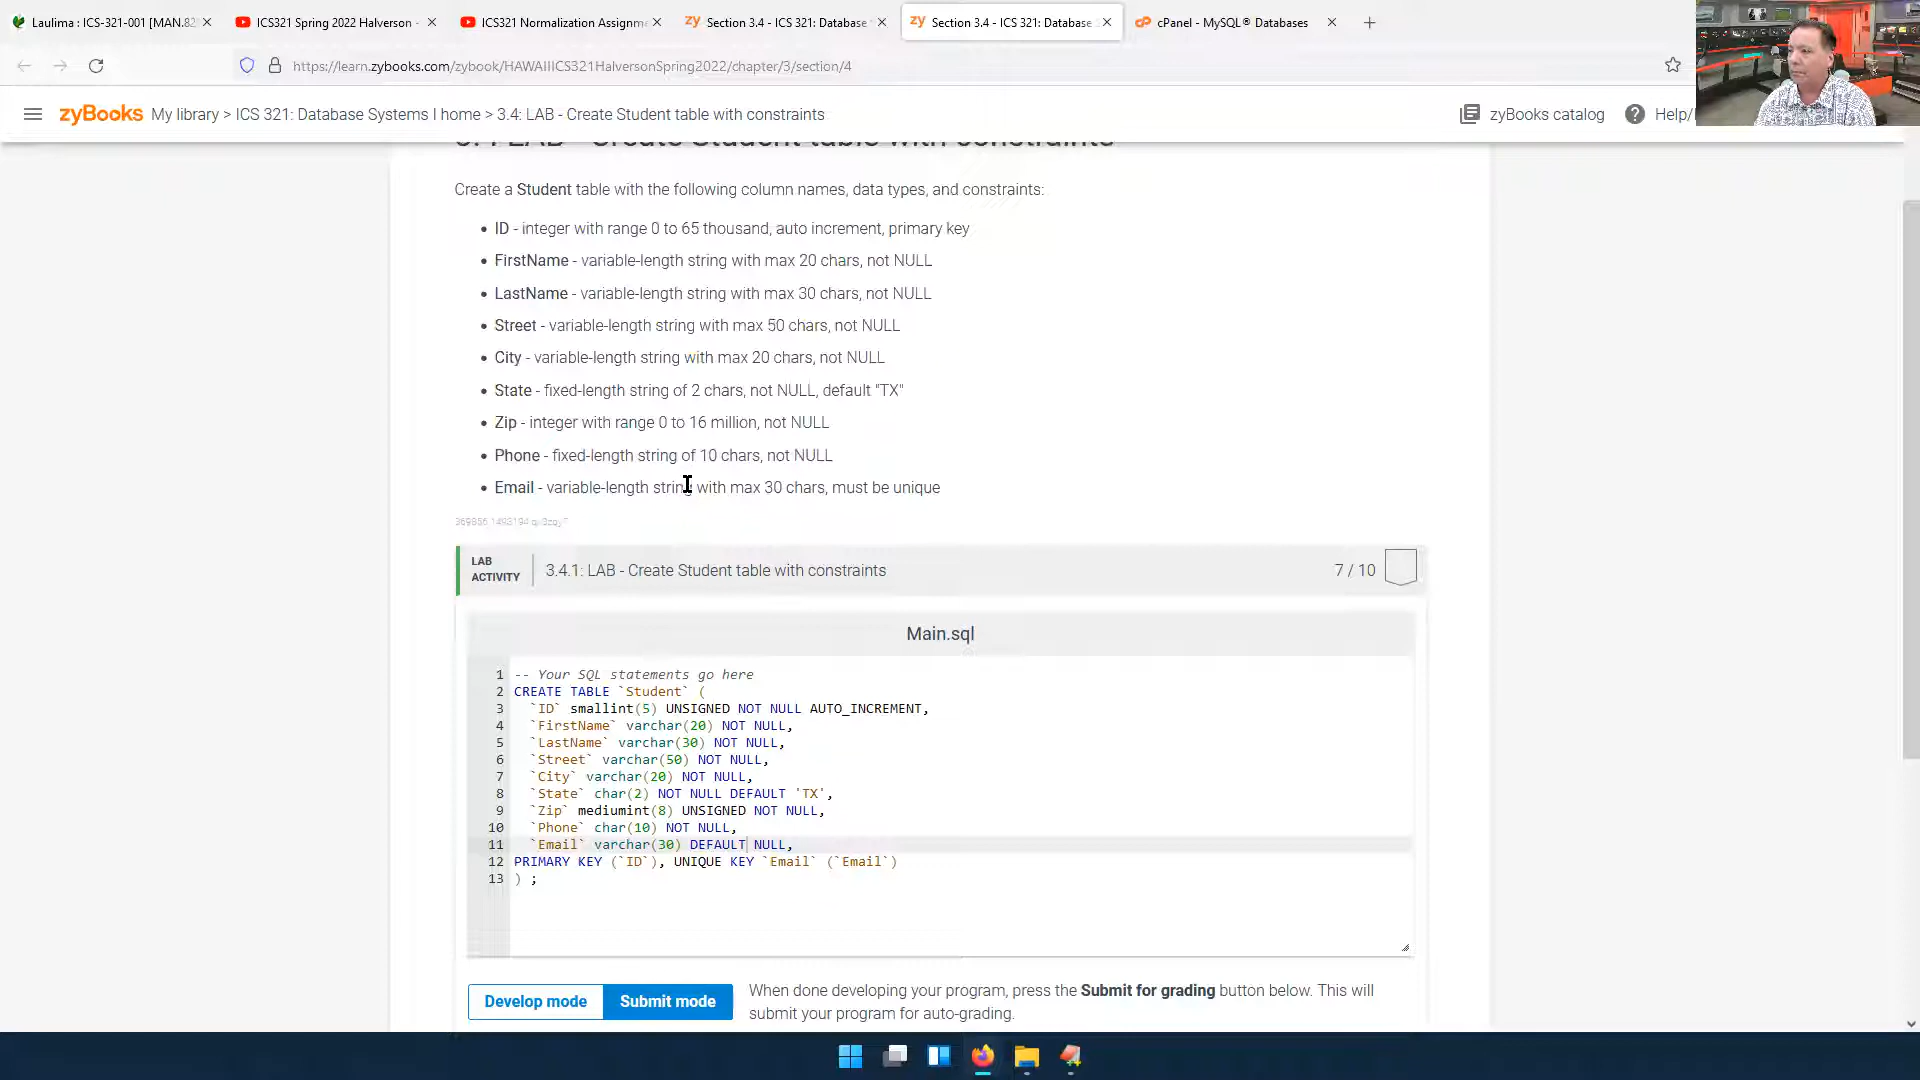 Laulima : ICS-321-001 [MAN.82
ICS321 Spring 2022 Halverson -
ICS321 Normalization Assignme
Section 3.4 - ICS 321: Database
Section 3.4 - ICS 321: Database
cPanel - MySQL® Databases
https://learn.zybooks.com/zybook/HAWAIIICS321HalversonSpring2022/chapter/3/section/4
zyBooks My library > ICS 321: Database Systems I home > 3.4: LAB - Create Student table with constraints
zyBooks catalog
Help/
3.4 LAB - Create Student table with constraints
Create a Student table with the following column names, data types, and constraints:
• ID - integer with range 0 to 65 thousand, auto increment, primary key
• FirstName - variable-length string with max 20 chars, not NULL
• LastName - variable-length string with max 30 chars, not NULL
• Street - variable-length string with max 50 chars, not NULL
• City - variable-length string with max 20 chars, not NULL
• State - fixed-length string of 2 chars, not NULL, default "TX"
• Zip - integer with range 0 to 16 million, not NULL
• Phone - fixed-length string of 10 chars, not NULL
• Email - variable-length string with max 30 chars, must be unique
LAB
ACTIVITY
3.4.1: LAB - Create Student table with constraints
7 / 10
Main.sql
1 -- Your SQL statements go here
2 CREATE TABLE `Student` (
3 `ID` smallint(5) UNSIGNED NOT NULL AUTO_INCREMENT,
4 `FirstName` varchar(20) NOT NULL,
5 `LastName` varchar(30) NOT NULL,
6 `Street` varchar(50) NOT NULL,
7 `City` varchar(20) NOT NULL,
8 `State` char(2) NOT NULL DEFAULT 'TX',
9 `Zip` mediumint(8) UNSIGNED NOT NULL,
10 `Phone` char(10) NOT NULL,
11 `Email` varchar(30) DEFAULT NULL,
12 PRIMARY KEY (`ID`), UNIQUE KEY `Email` (`Email`)
13 ) ;
Develop mode
Submit mode
When done developing your program, press the Submit for grading button below. This will
submit your program for auto-grading.